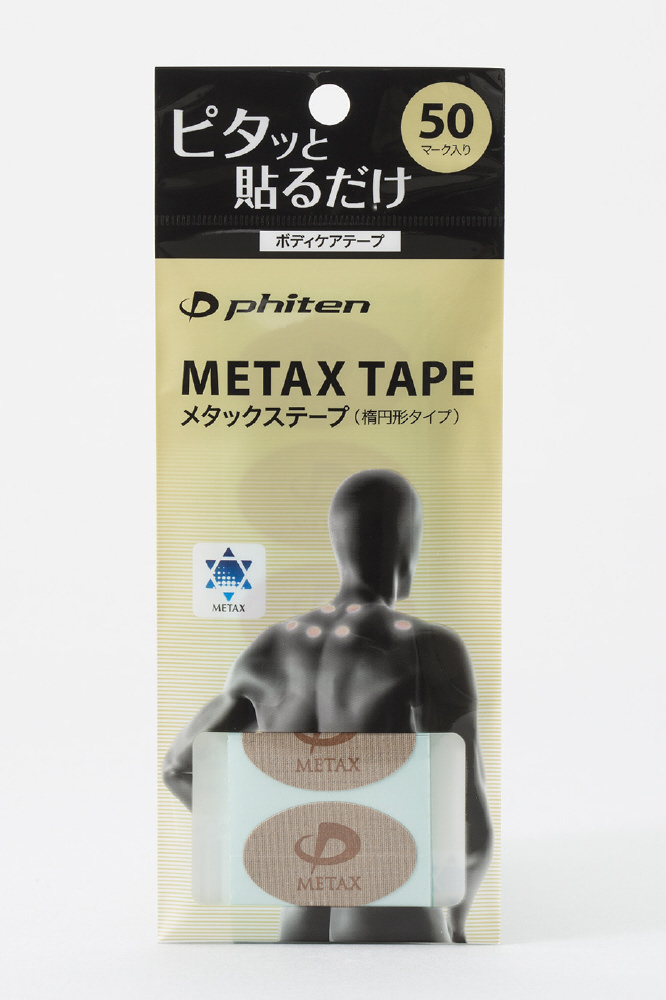 ピタッと
貼るだけ
50
マーク入り
ボディケアテープ
phiten
METAX TAPE
メタックステープ（楕円形タイプ）
METAX
METAX
METAX